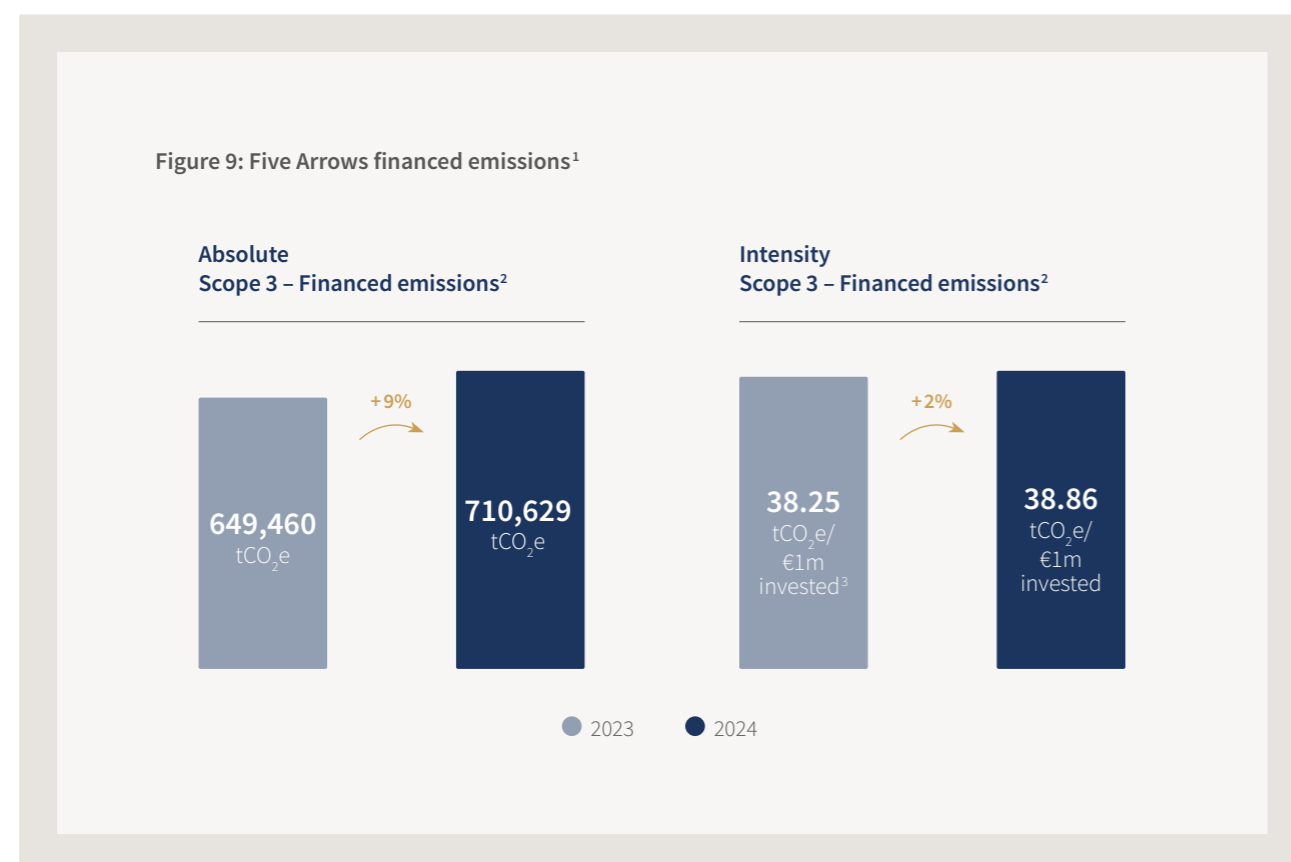 Figure 9: Five Arrows financed emissions¹
Absolute
Scope 3 – Financed emissions²
+9%
649,460
tCO₂e
710,629
tCO₂e
Intensity
Scope 3 – Financed emissions²
+2%
38.25
tCO₂e/
€1m
invested³
38.86
tCO₂e/
€1m
invested
2023
2024